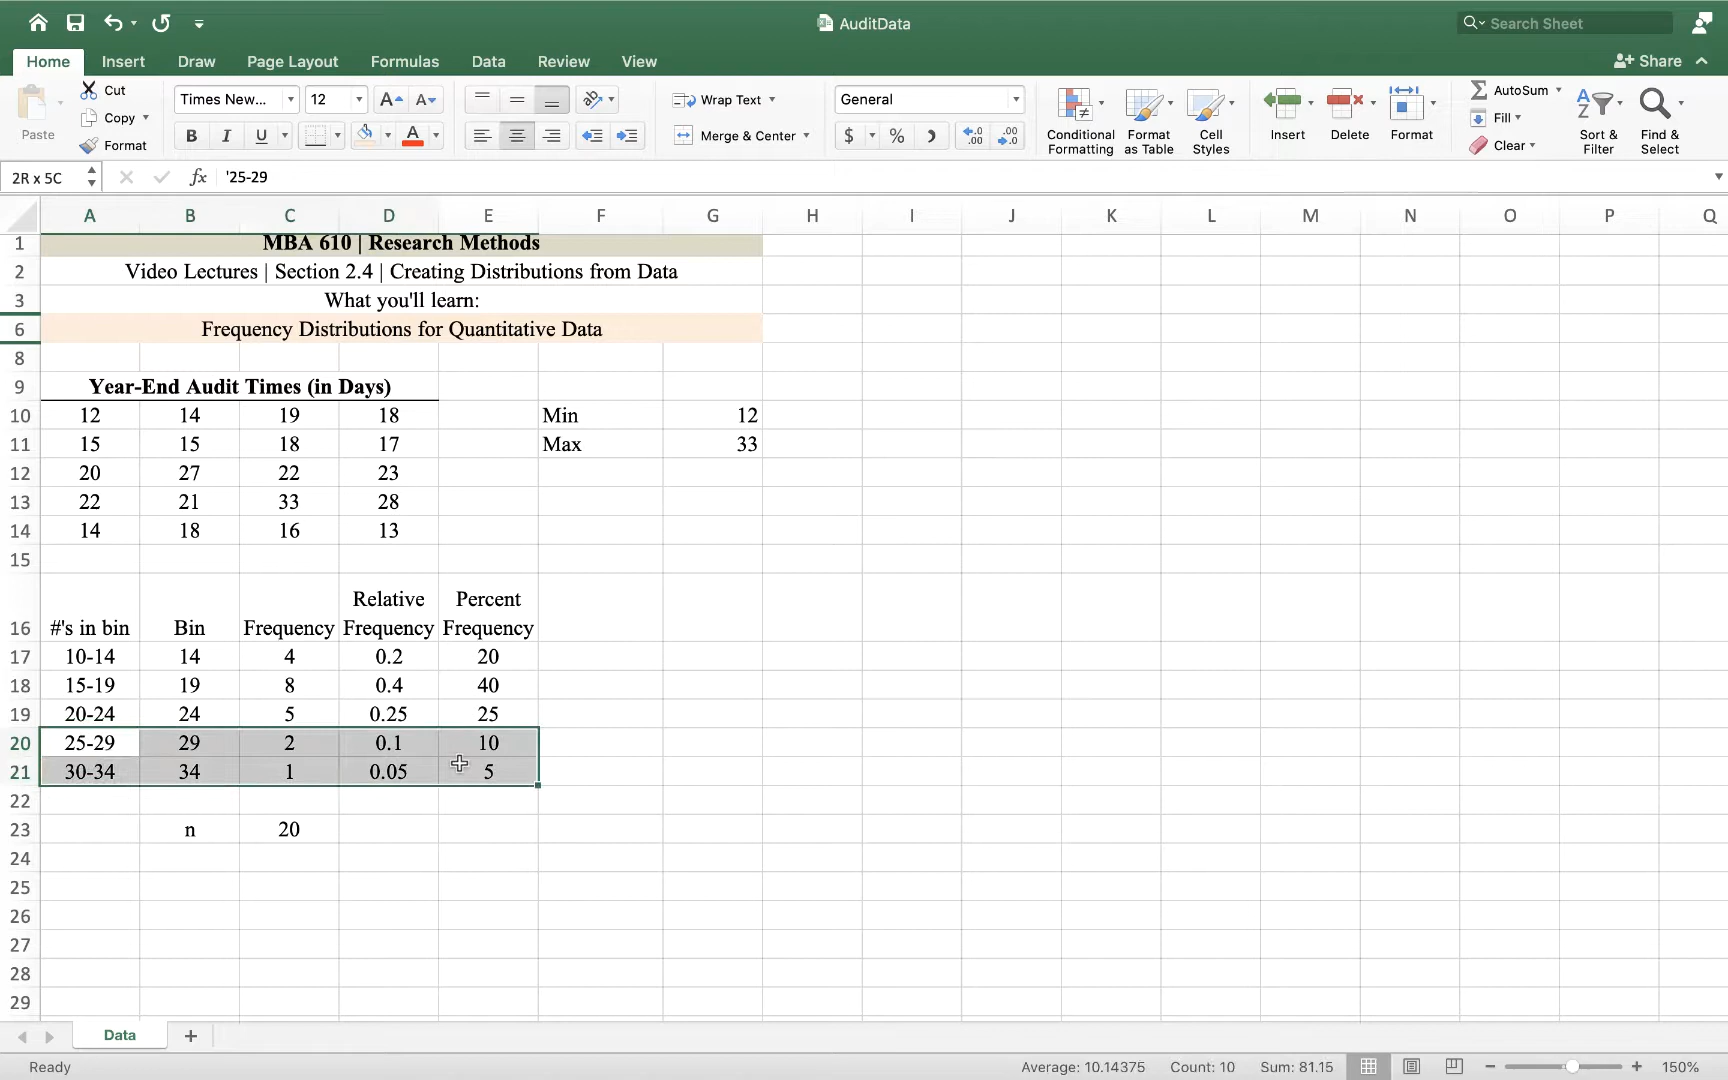 AuditData
Search Sheet
Home Insert Draw Page Layout Formulas Data Review View
Share
Paste
Cut
Copy
Format
Times New... 12
B I U
Wrap Text
Merge & Center
General
$ %
Conditional Formatting
Format as Table
Cell Styles
Insert Delete Format
AutoSum
Fill
Clear
Sort & Filter
Find & Select
2R x 5C fx '25-29
A B C D E F G H I J K L M N O P Q
1 MBA 610 | Research Methods
2 Video Lectures | Section 2.4 | Creating Distributions from Data
3 What you'll learn:
6 Frequency Distributions for Quantitative Data
8
9 Year-End Audit Times (in Days)
10 12 14 19 18 Min 12
11 15 15 18 17 Max 33
12 20 27 22 23
13 22 21 33 28
14 14 18 16 13
15
Relative Percent
16 #'s in bin Bin Frequency Frequency Frequency
17 10-14 14 4 0.2 20
18 15-19 19 8 0.4 40
19 20-24 24 5 0.25 25
20 25-29 29 2 0.1 10
21 30-34 34 1 0.05 5
22
23 n 20
24
25
26
27
28
29
Data +
Ready Average: 10.14375 Count: 10 Sum: 81.15 150%